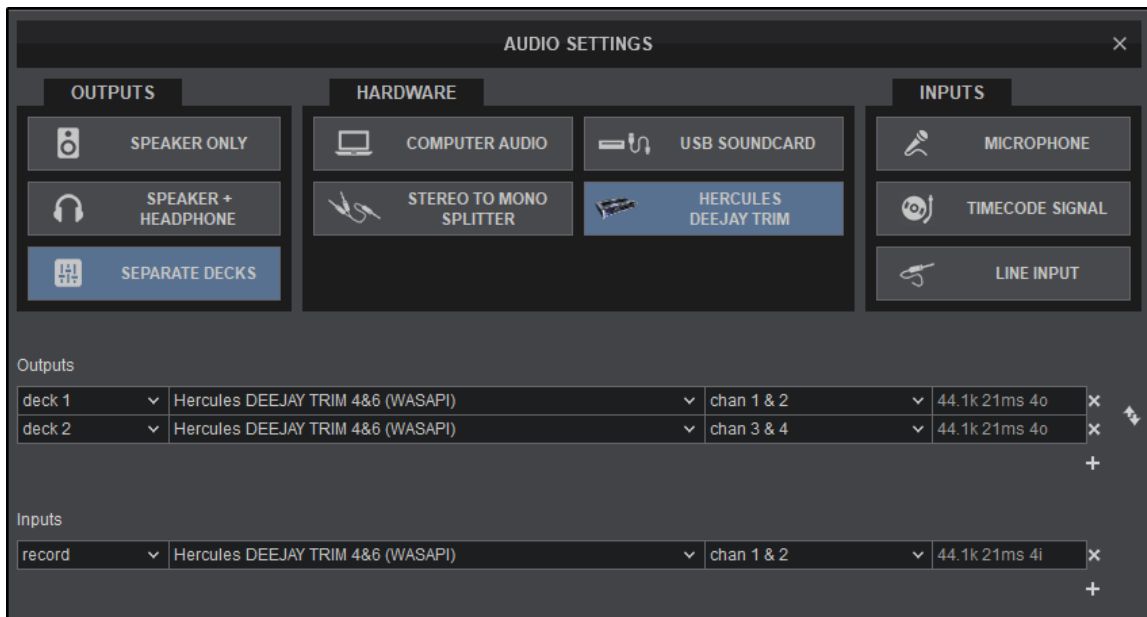 AUDIO SETTINGS
OUTPUTS
SPEAKER ONLY
SPEAKER +
HEADPHONE
SEPARATE DECKS
HARDWARE
COMPUTER AUDIO
USB SOUNDCARD
STEREO TO MONO
SPLITTER
HERCULES
DEEJAY TRIM
INPUTS
MICROPHONE
TIMECODE SIGNAL
LINE INPUT
Outputs
deck 1 Hercules DEEJAY TRIM 4&6 (WASAPI) chan 1 & 2 44.1k 21ms 4o
deck 2 Hercules DEEJAY TRIM 4&6 (WASAPI) chan 3 & 4 44.1k 21ms 4o
Inputs
record Hercules DEEJAY TRIM 4&6 (WASAPI) chan 1 & 2 44.1k 21ms 4i